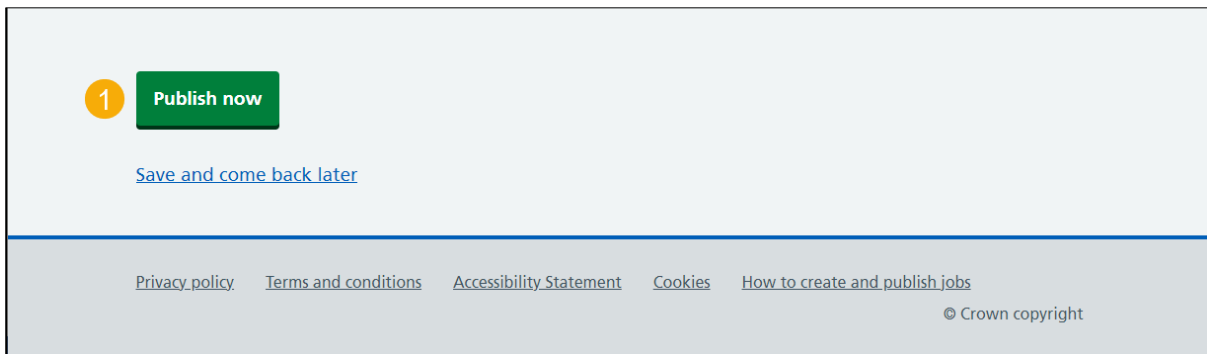 1 Publish now
Save and come back later
Privacy policy Terms and conditions Accessibility Statement Cookies How to create and publish jobs
© Crown copyright